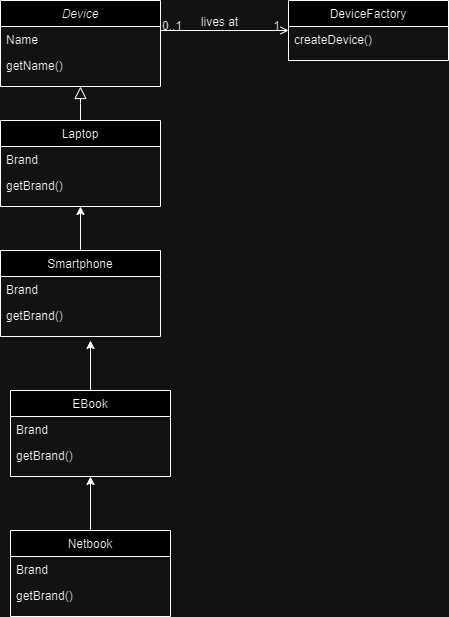 Device
Name
getName()
0..1
lives at
1
DeviceFactory
createDevice()
Laptop
Brand
getBrand()
Smartphone
Brand
getBrand()
EBook
Brand
getBrand()
Netbook
Brand
getBrand()